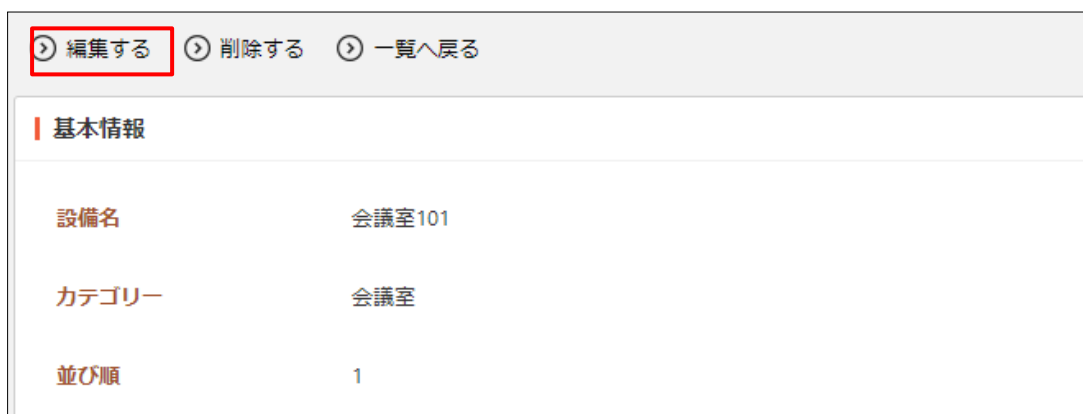 編集する 削除する 一覧へ戻る
基本情報
設備名 会議室101
カテゴリー 会議室
並び順 1